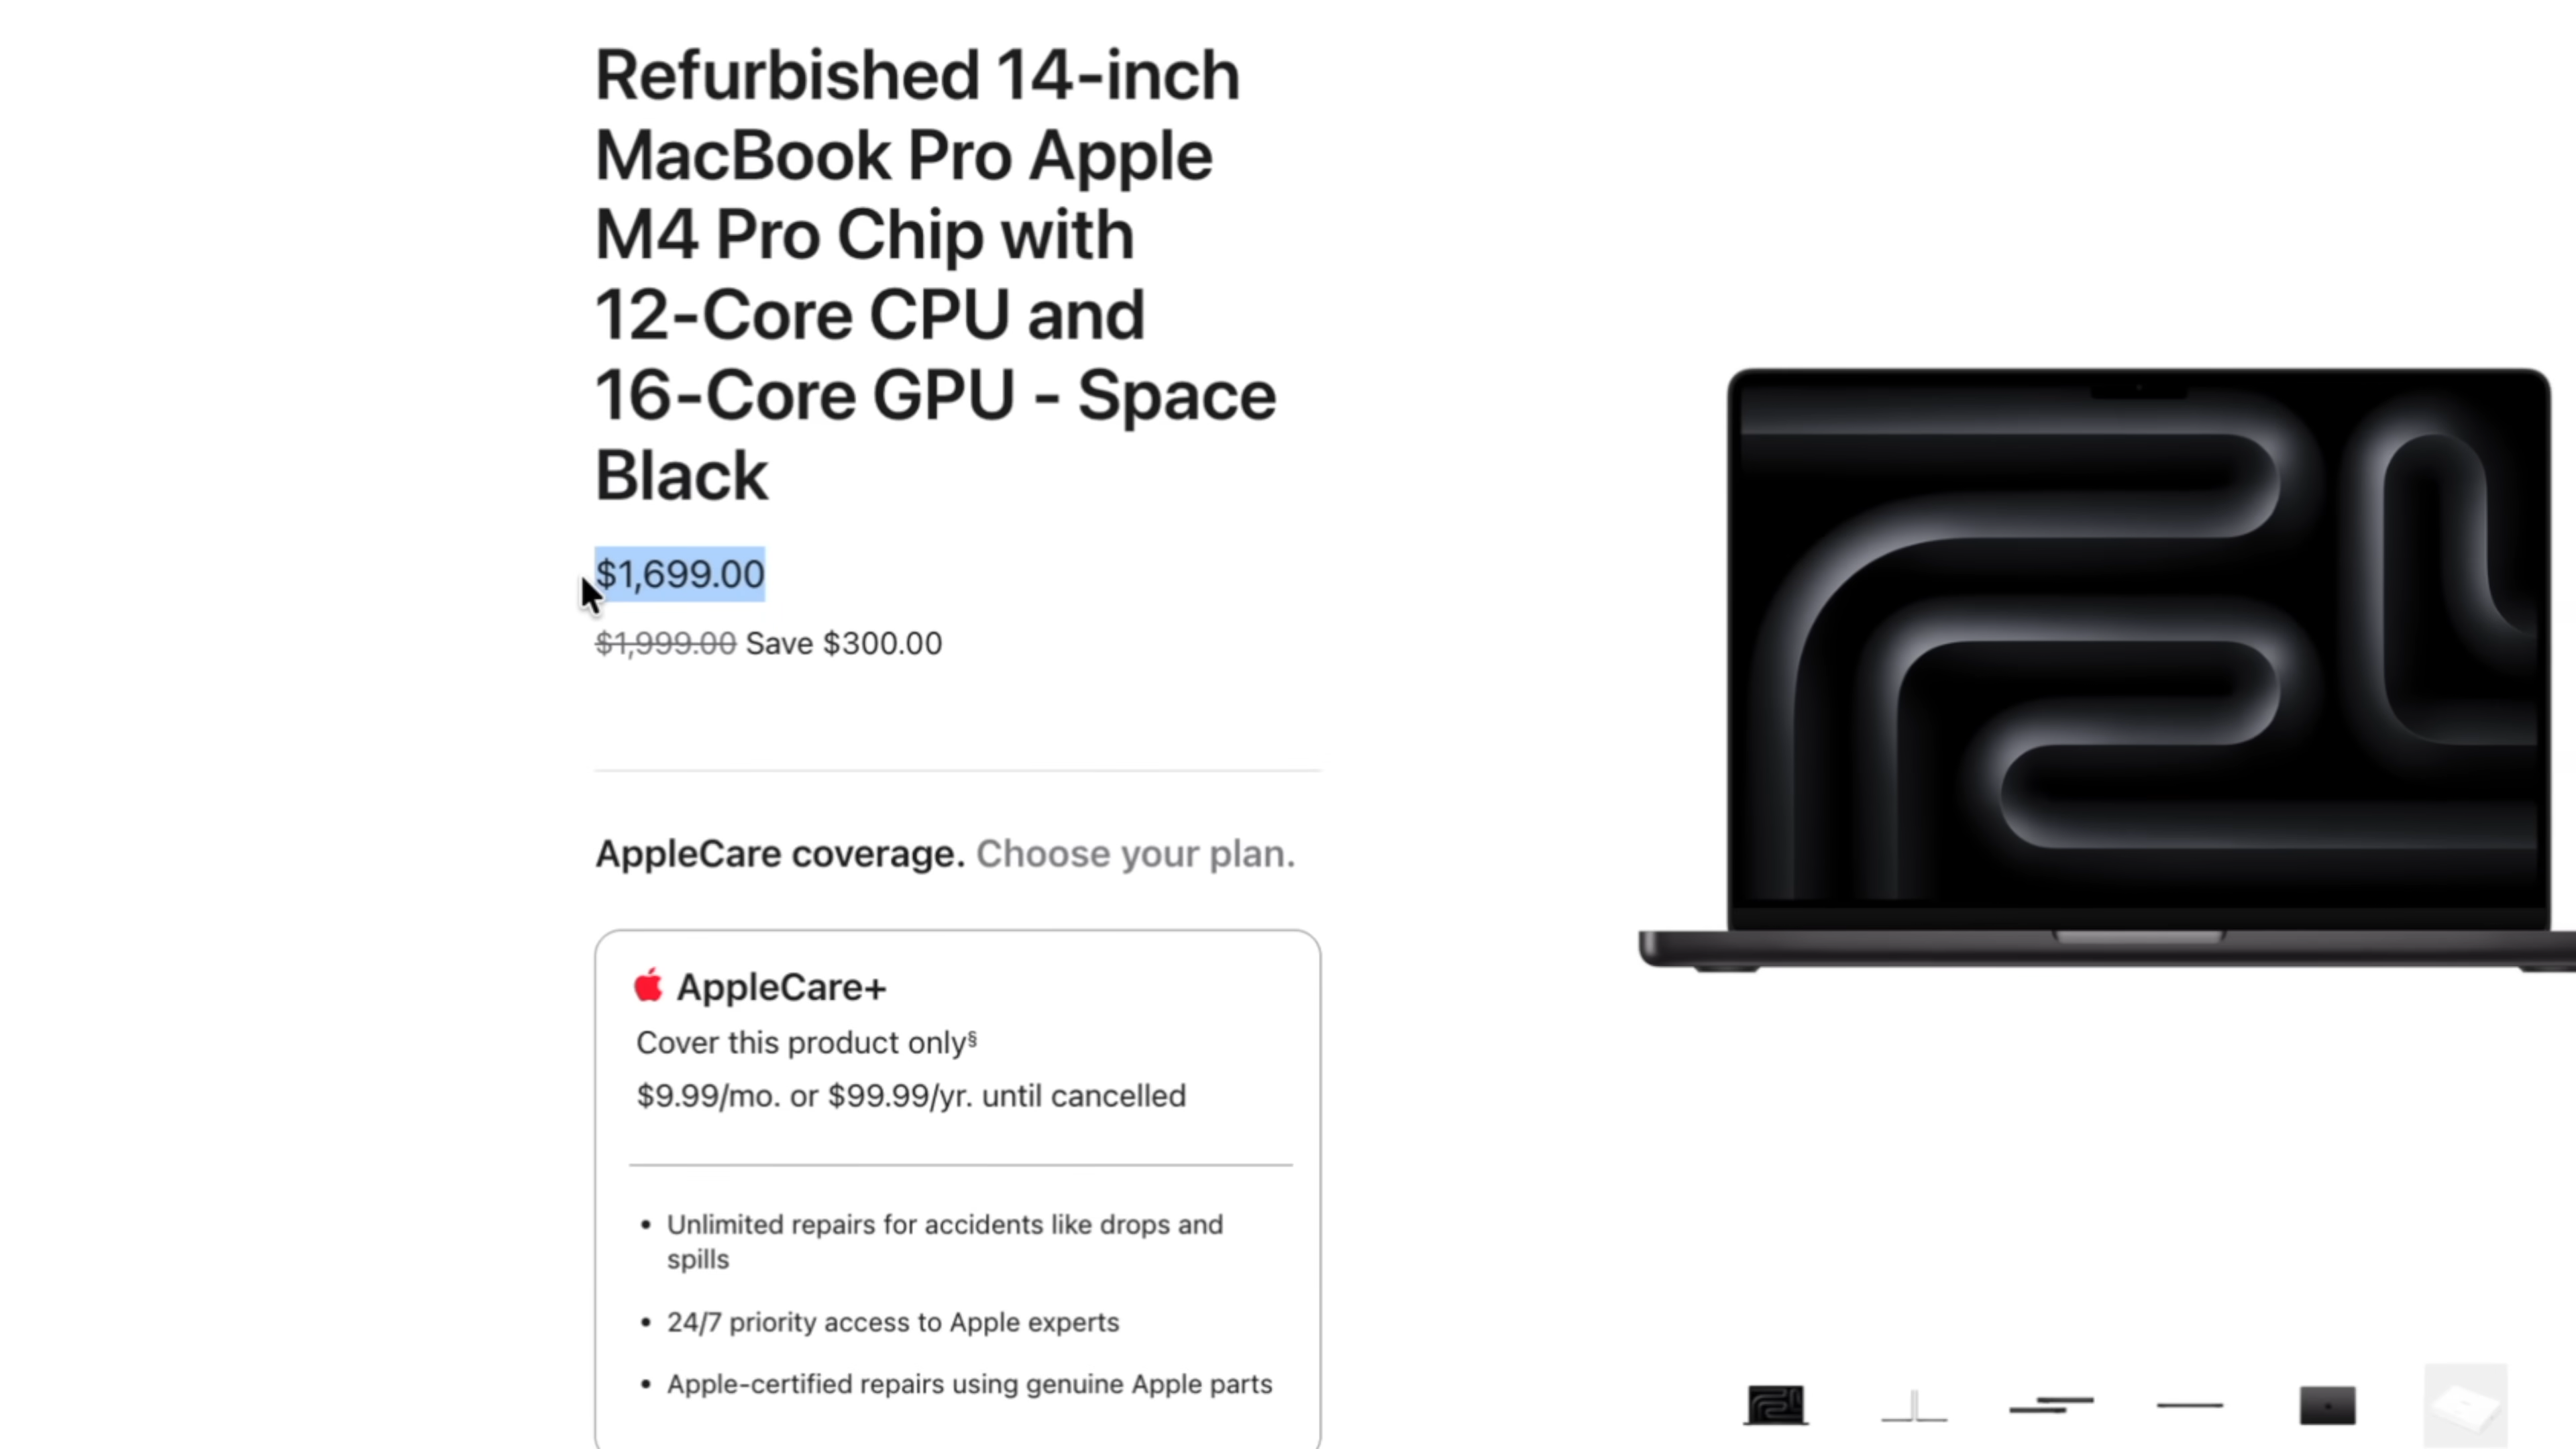 Refurbished 14-inch
MacBook Pro Apple
M4 Pro Chip with
12-Core CPU and
16-Core GPU - Space
Black
$1,699.00
$1,999.00 Save $300.00
AppleCare coverage. Choose your plan.
AppleCare+
Cover this product only§
$9.99/mo. or $99.99/yr. until cancelled
• Unlimited repairs for accidents like drops and
spills
• 24/7 priority access to Apple experts
• Apple-certified repairs using genuine Apple parts